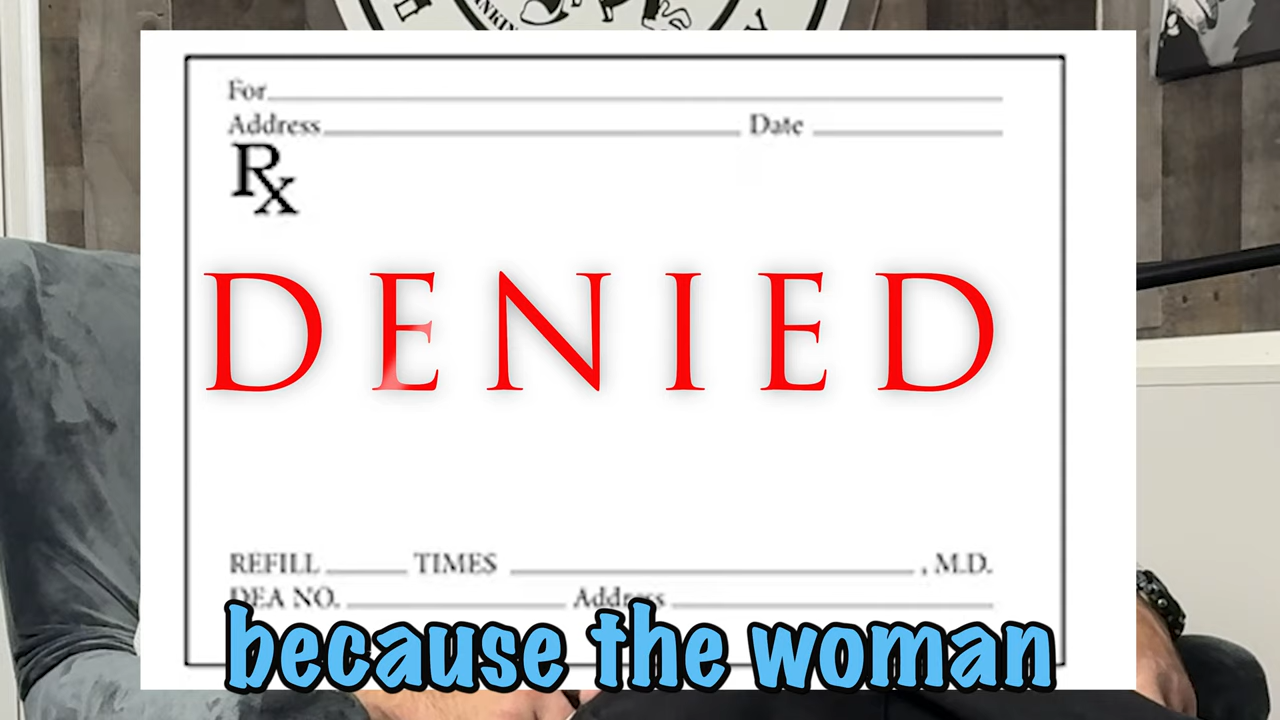 For
Address Date
Rx
DENIED
REFILL TIMES , M.D.
DEA NO. Address
because the woman